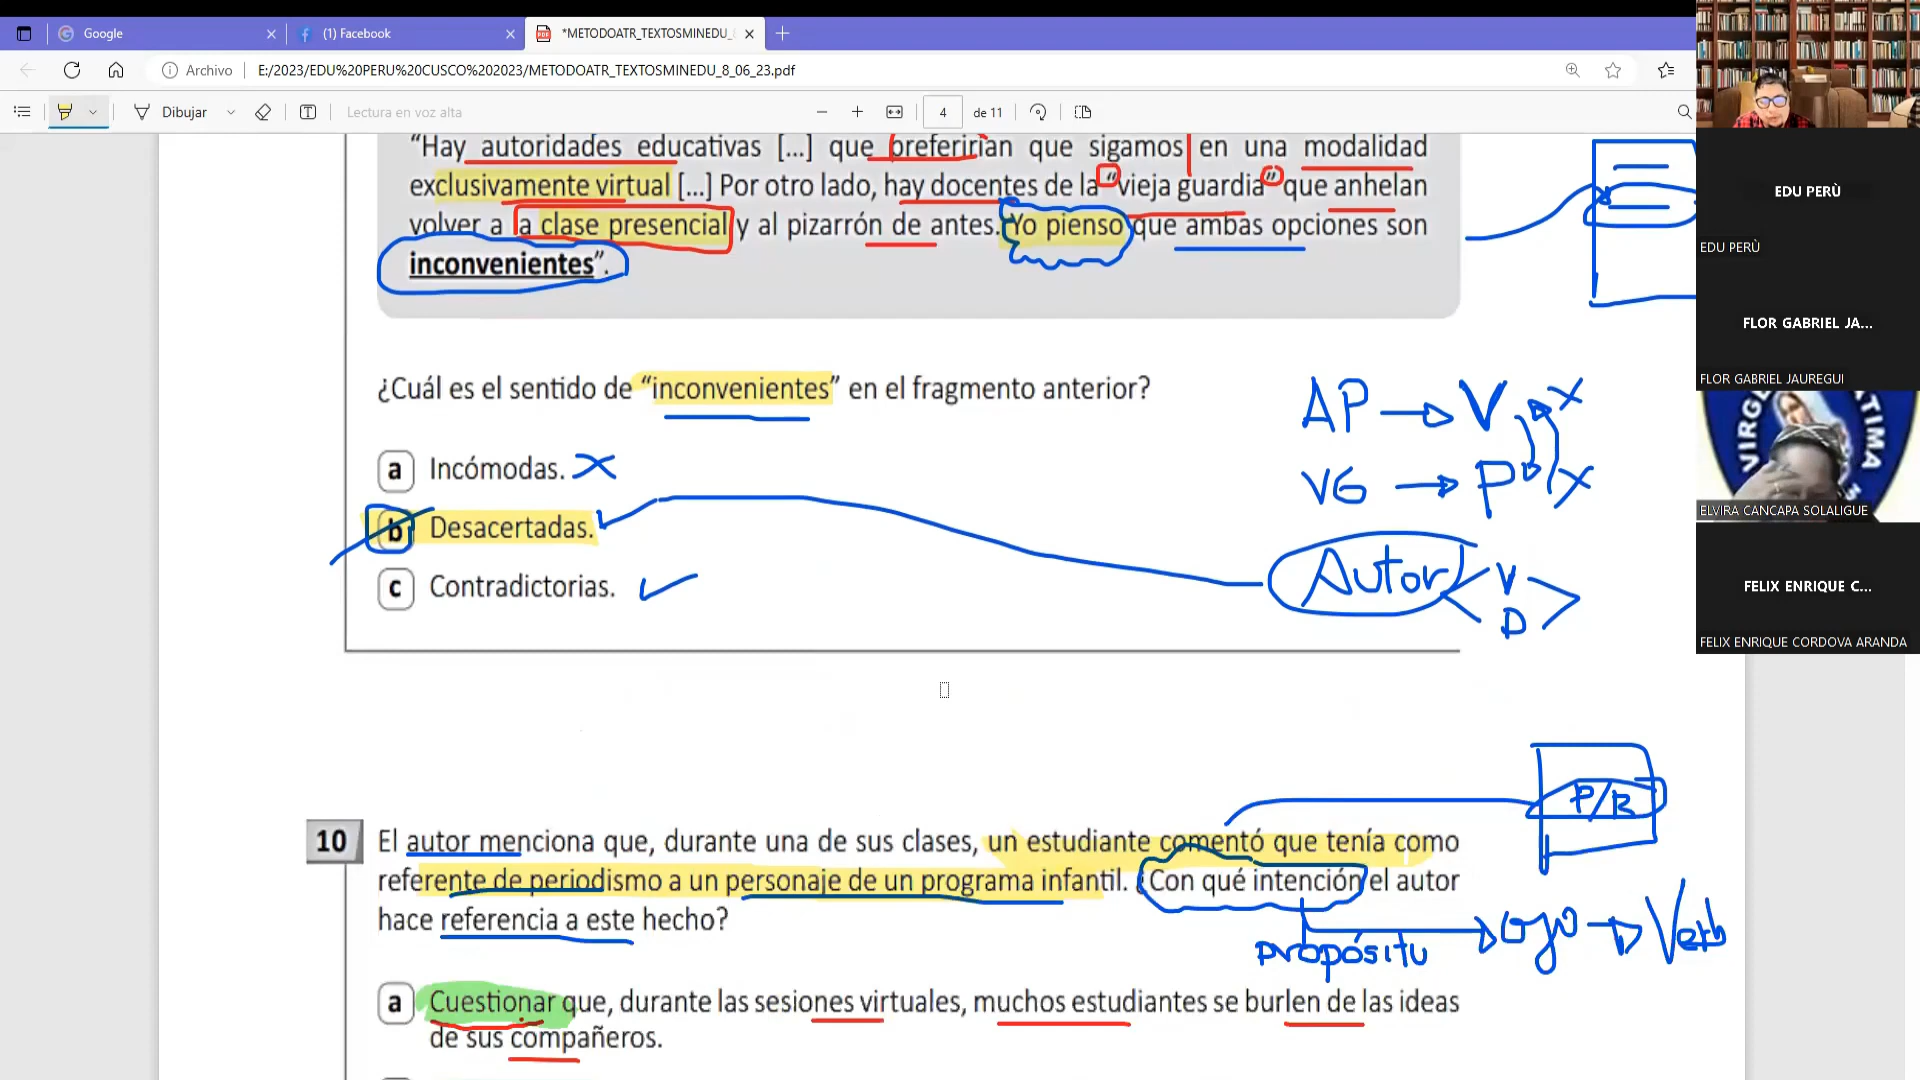 Google
(1) Facebook
*METODOATR_TEXTOSMINEDU_8
Archivo
E:/2023/EDU%20PERU%20CUSCO%202023/METODOATR_TEXTOSMINEDU_8_06_23.pdf
Dibujar
Lectura en voz alta
4
de 11
“Hay autoridades educativas [...] que preferirían que sigamos en una modalidad
exclusivamente virtual [...] Por otro lado, hay docentes de la “vieja guardia” que anhelan
volver a la clase presencial y al pizarrón de antes. Yo pienso que ambas opciones son
inconvenientes”.
¿Cuál es el sentido de “inconvenientes” en el fragmento anterior?
a Incómodas.
b Desacertadas.
c Contradictorias.
AP V X
VG P X
Autor V
D
10 El autor menciona que, durante una de sus clases, un estudiante comentó que tenía como
referente de periodismo a un personaje de un programa infantil. ¿Con qué intención el autor
hace referencia a este hecho?
P/R
propósitu ojo Verb
a Cuestionar que, durante las sesiones virtuales, muchos estudiantes se burlen de las ideas
de sus compañeros.
EDU PERÙ
EDU PERÙ
FLOR GABRIEL JA...
FLOR GABRIEL JAUREGUI
VIRGE
TIMA
ELVIRA CANCAPA SOLALIGUE
FELIX ENRIQUE C...
FELIX ENRIQUE CORDOVA ARANDA